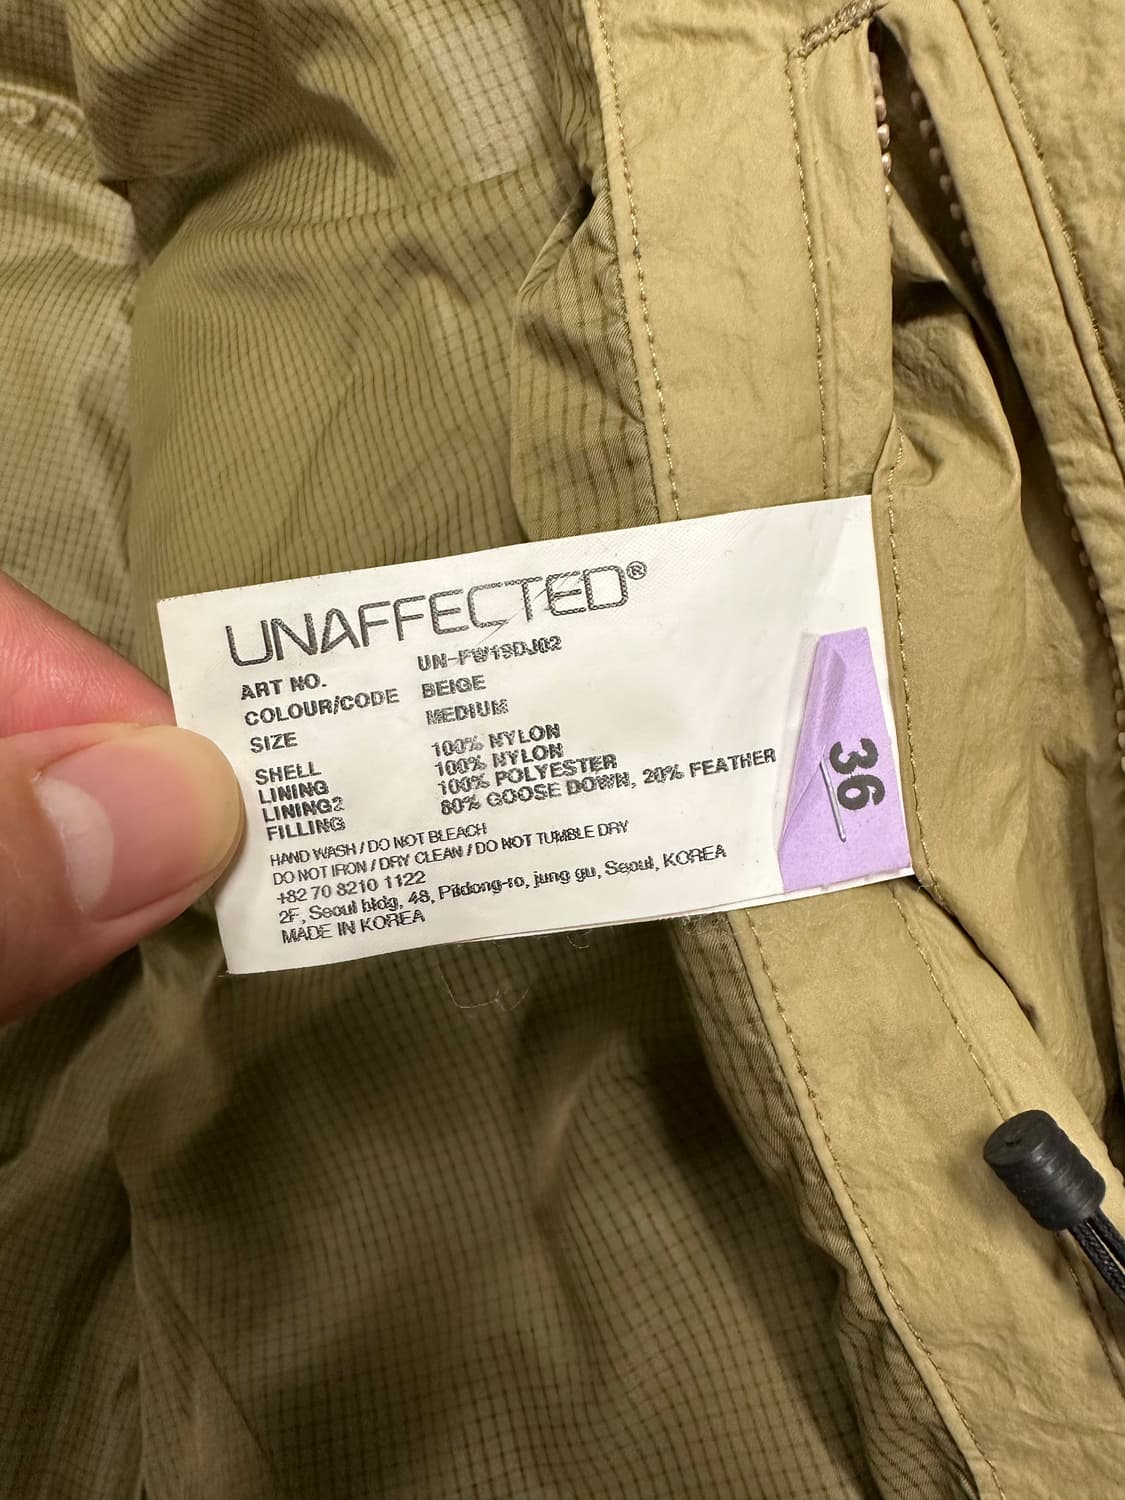 UNAFFECTED®
ART NO. UN-FW19DJ02
COLOUR/CODE BEIGE
SIZE MEDIUM
SHELL 100% NYLON
LINING 100% NYLON
LINING2 100% POLYESTER
FILLING 80% GOOSE DOWN, 20% FEATHER
HAND WASH / DO NOT BLEACH
DO NOT IRON / DRY CLEAN / DO NOT TUMBLE DRY
+82 70 8210 1122
2F, Seoul bldg, 48, Pildong-ro, jung gu, Seoul, KOREA
MADE IN KOREA
36